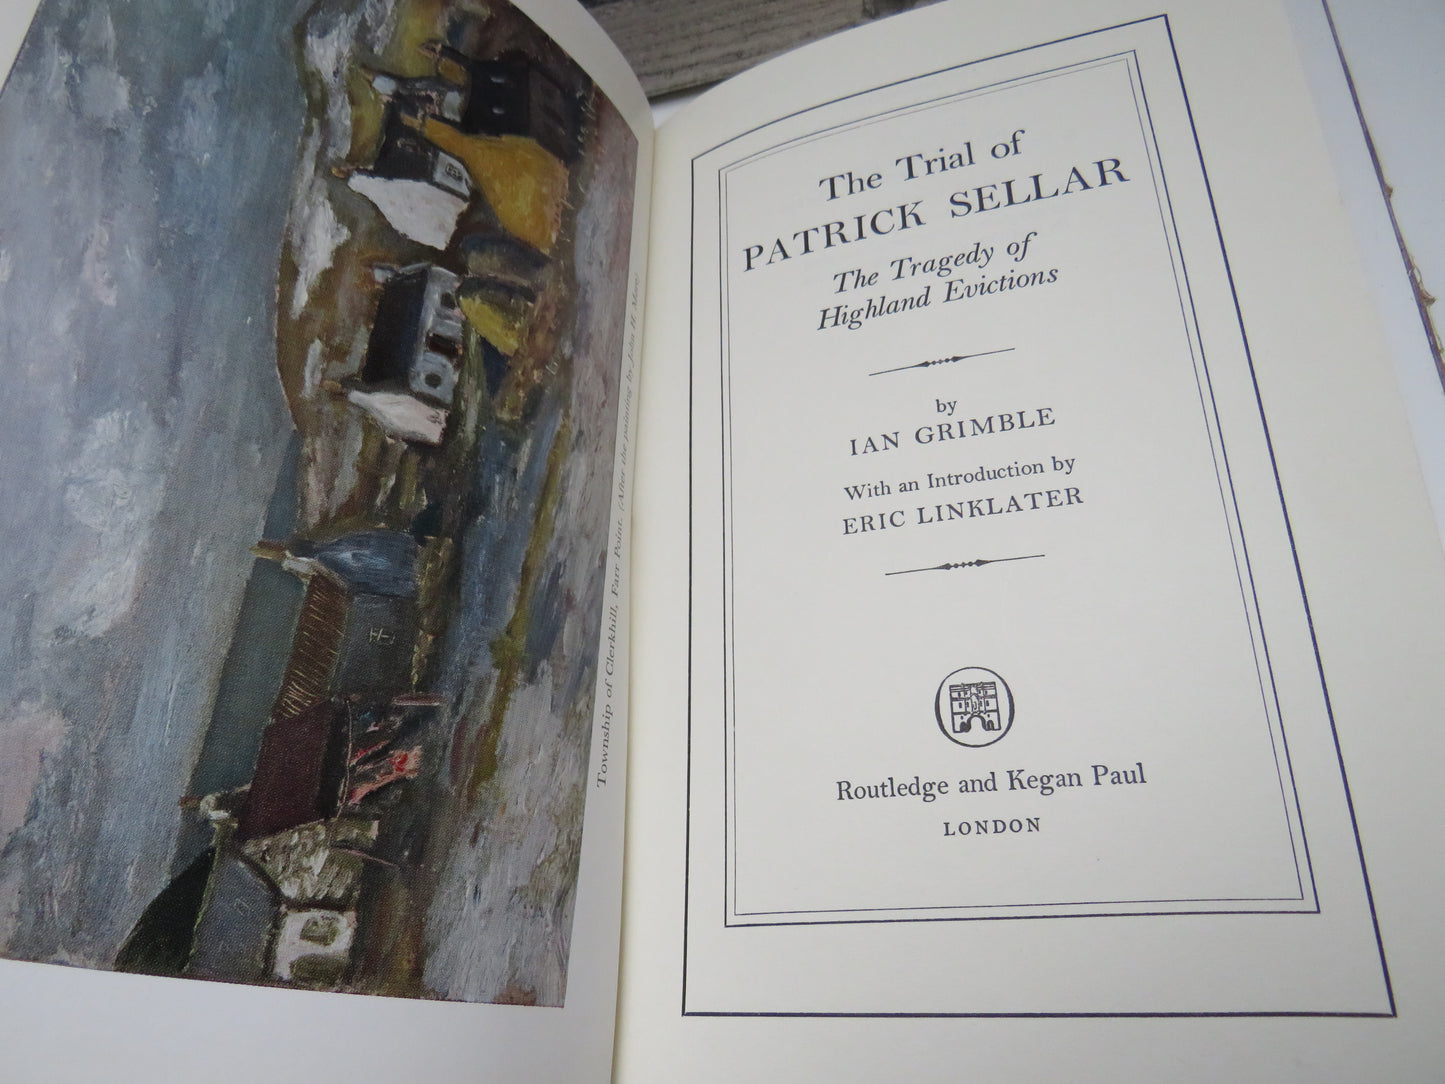 Township of Clerkhill, Farr Point. (After the painting by John H. Moore)
The Trial of
PATRICK SELLAR
The Tragedy of
Highland Evictions
by
IAN GRIMBLE
With an Introduction by
ERIC LINKLATER
Routledge and Kegan Paul
LONDON